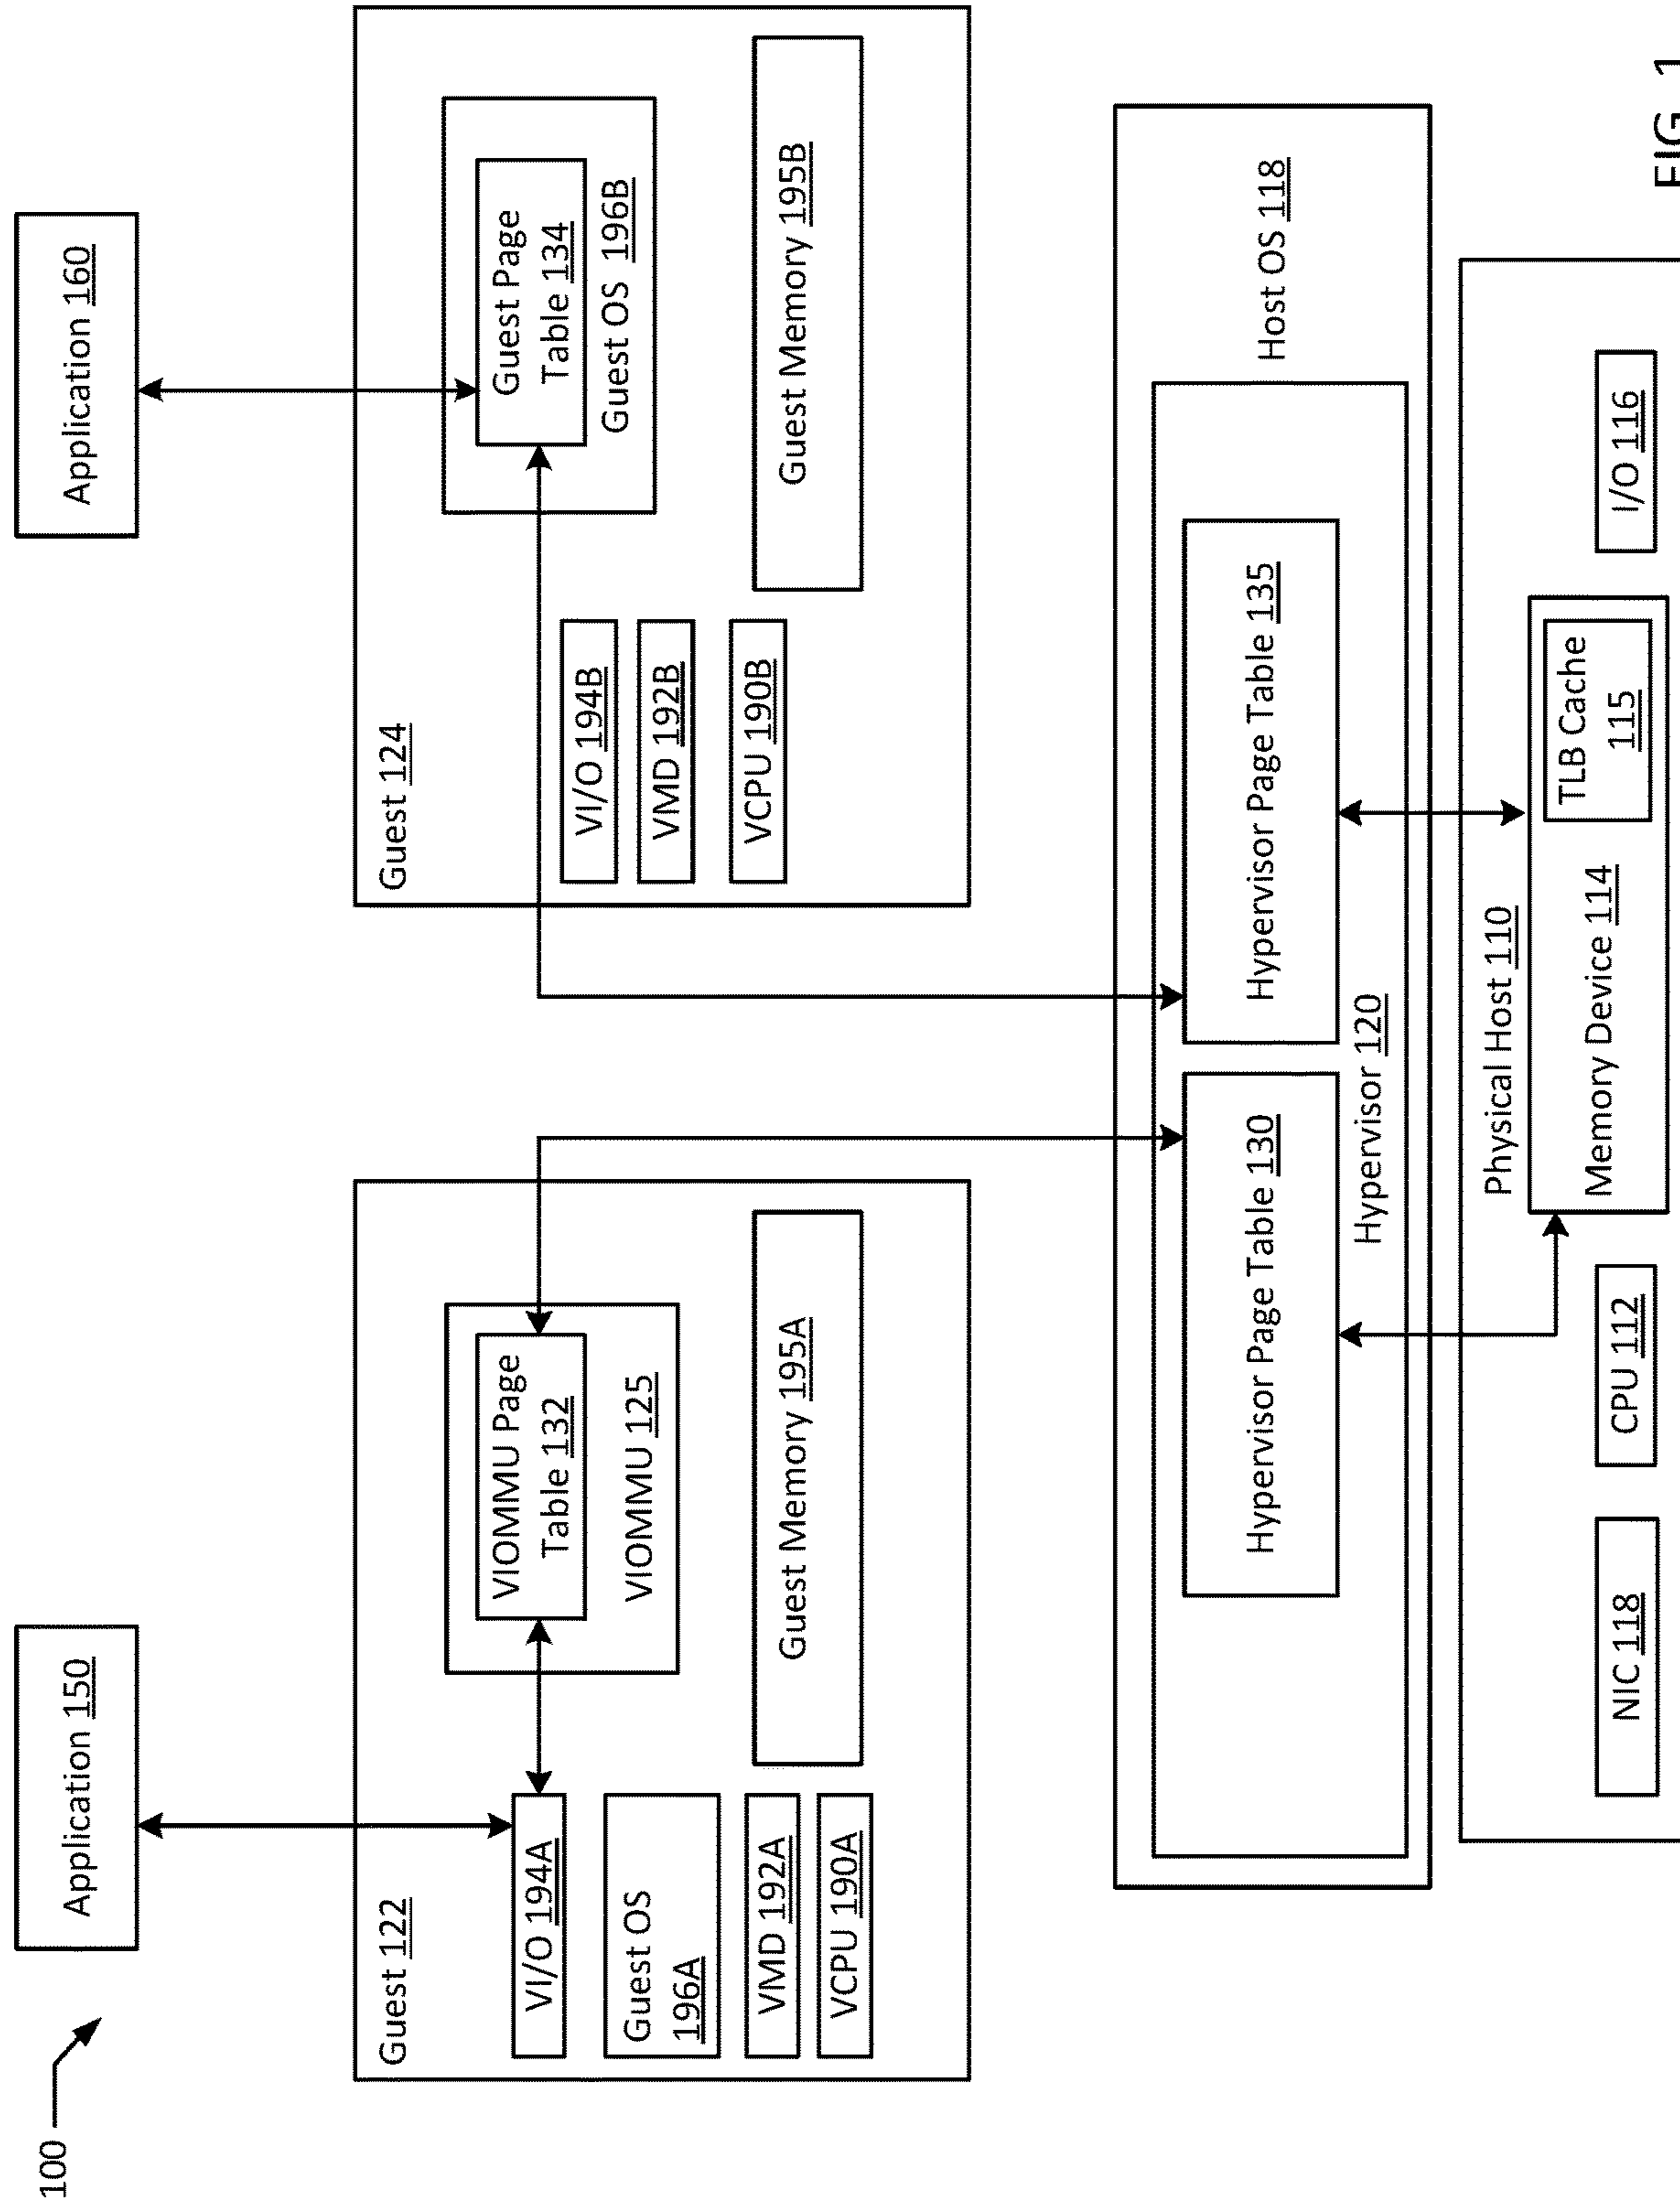 100
Application 150
Application 160
Guest 122
VI/O 194A
Guest OS
196A
VMD 192A
VCPU 190A
VIOMMU Page
Table 132
VIOMMU 125
Guest Memory 195A
Guest 124
VI/O 194B
VMD 192B
VCPU 190B
Guest Page
Table 134
Guest OS 196B
Guest Memory 195B
Host OS 118
Hypervisor Page Table 130
Hypervisor Page Table 135
Hypervisor 120
Physical Host 110
NIC 118
CPU 112
Memory Device 114
TLB Cache
115
I/O 116
FIG. 1